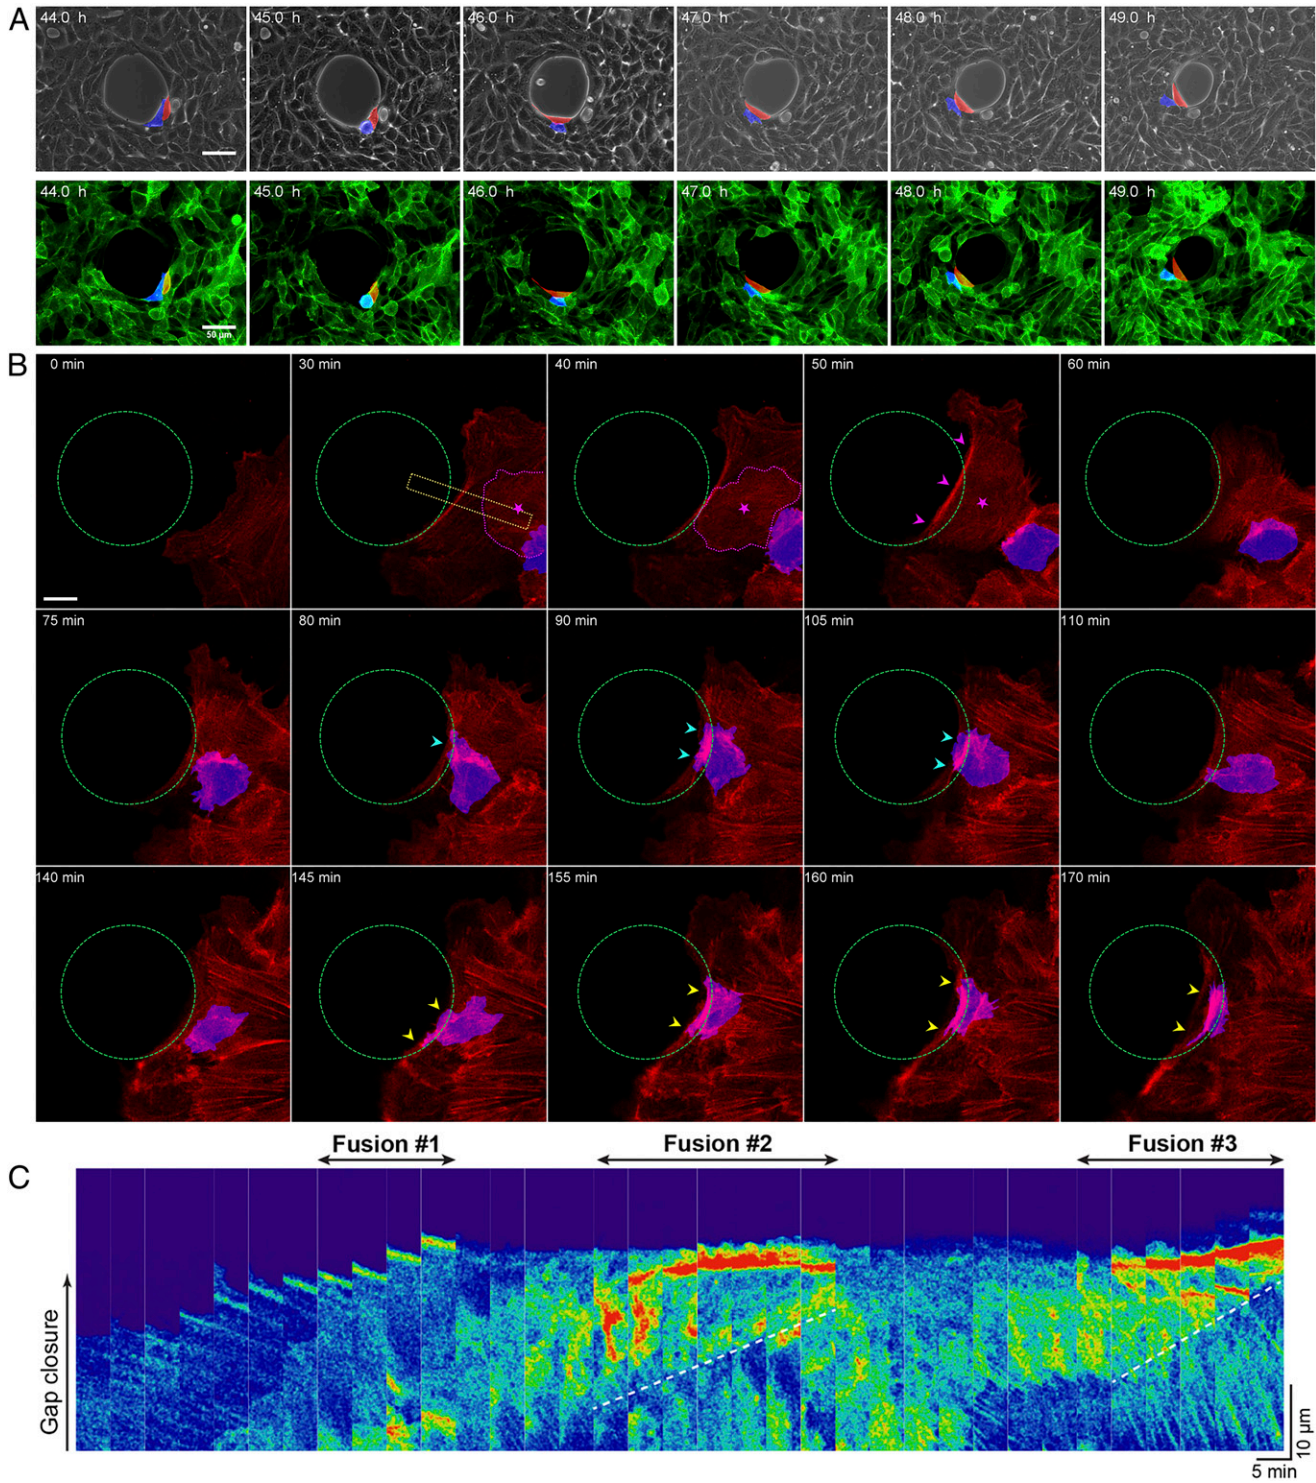 A
44.0 h 45.0 h 46.0 h 47.0 h 48.0 h 49.0 h
44.0 h 45.0 h 46.0 h 47.0 h 48.0 h 49.0 h
50 µm
B
0 min 30 min 40 min 50 min 60 min
75 min 80 min 90 min 105 min 110 min
140 min 145 min 155 min 160 min 170 min
Fusion #1 Fusion #2 Fusion #3
C
Gap closure
10 µm
5 min